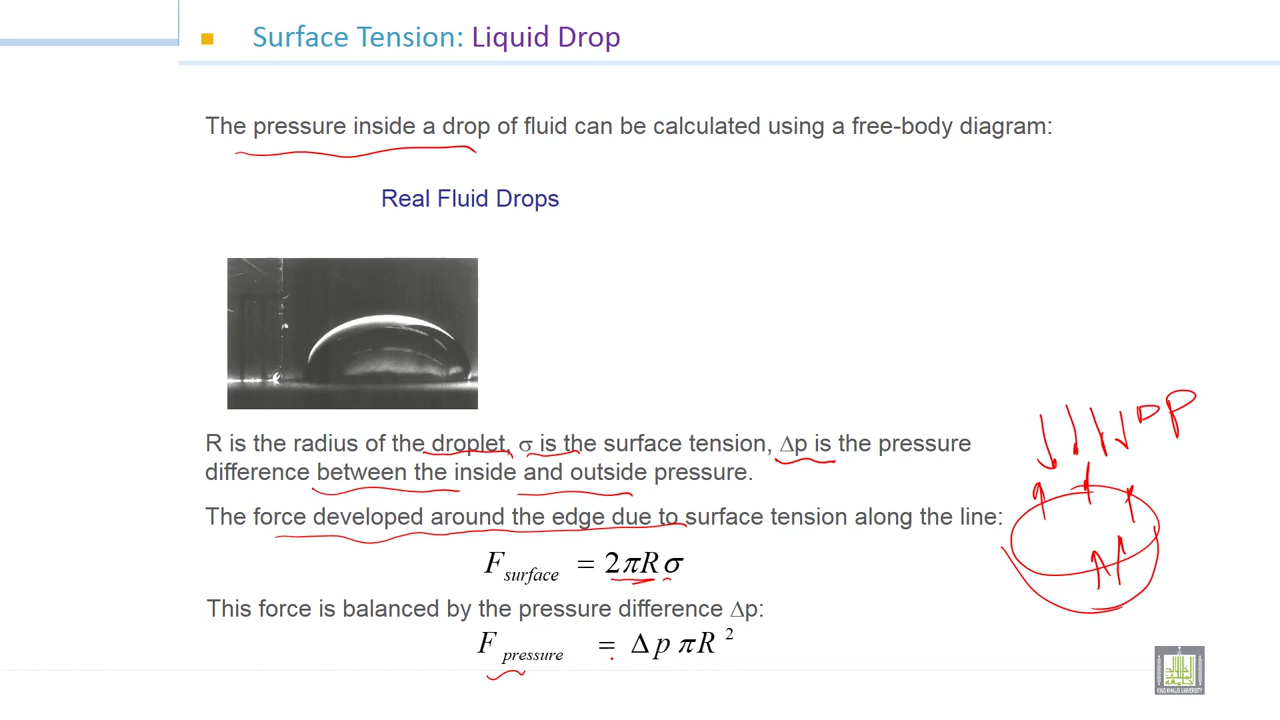 Surface Tension: Liquid Drop
The pressure inside a drop of fluid can be calculated using a free-body diagram:
Real Fluid Drops
R is the radius of the droplet, σ is the surface tension, Δp is the pressure
difference between the inside and outside pressure.
The force developed around the edge due to surface tension along the line:
F surface = 2πRσ
This force is balanced by the pressure difference Δp:
F pressure = Δ p πR 2
ΔP
KING KHALID UNIVERSITY